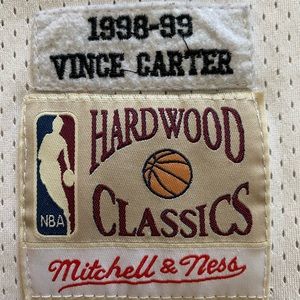 1998-99
VINCE CARTER
HARDWOOD
CLASSICS
NBA
Mitchell & Ness